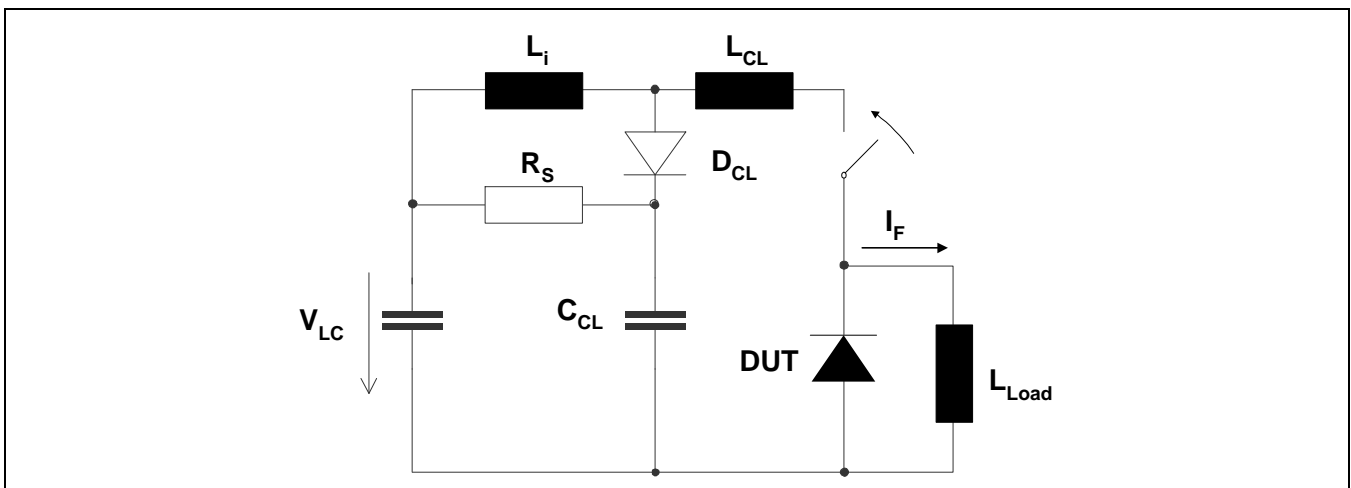 L_i
L_CL
R_S
D_CL
I_F
V_LC
C_CL
DUT
L_Load